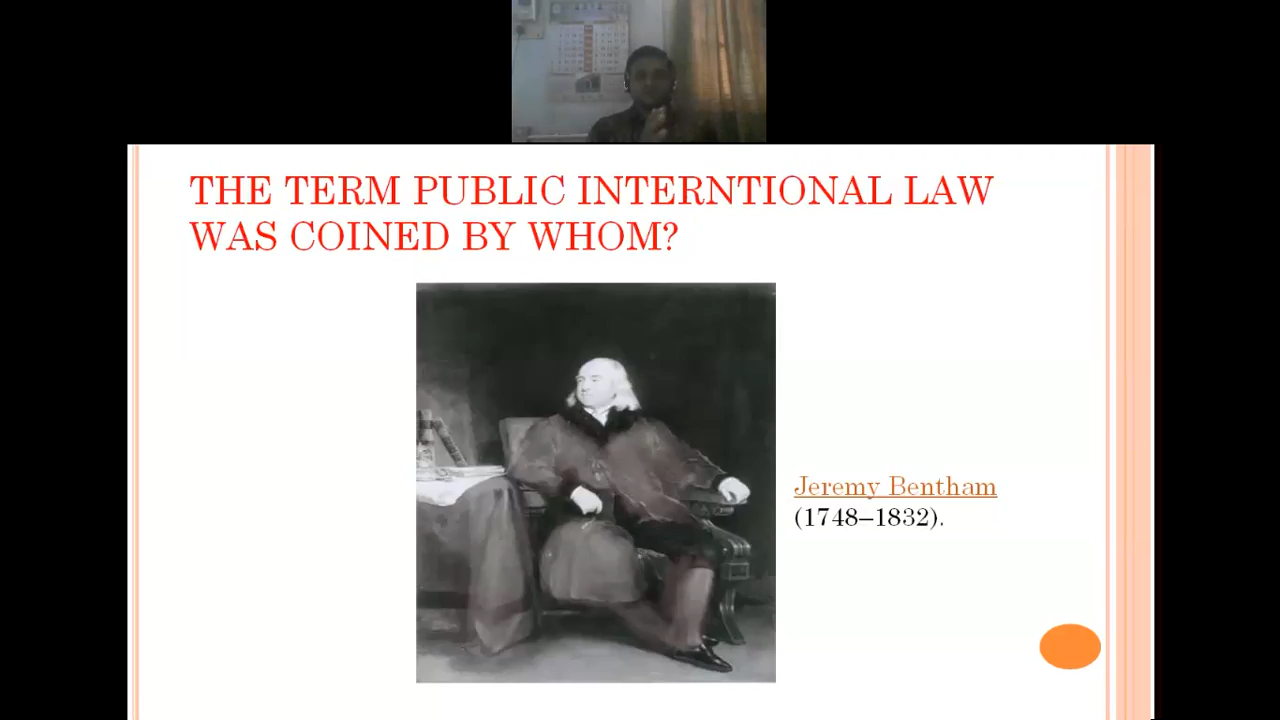 THE TERM PUBLIC INTERNTIONAL LAW
WAS COINED BY WHOM?
Jeremy Bentham
(1748–1832).